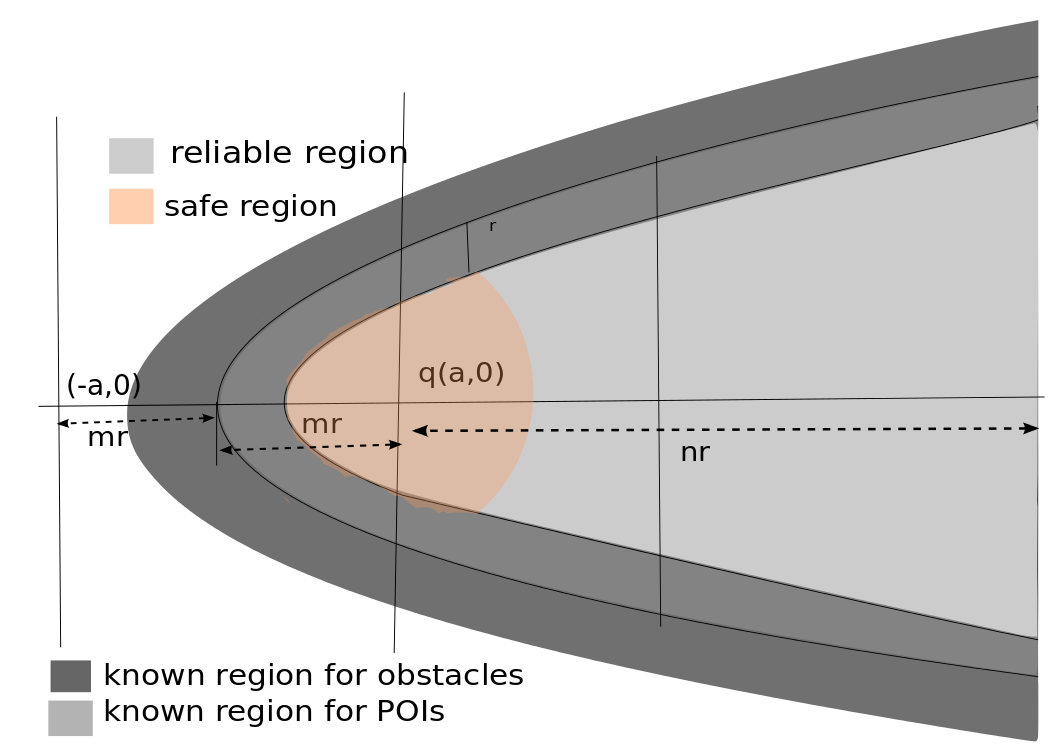 reliable region
safe region
r
(-a,0)
q(a,0)
mr
mr
nr
known region for obstacles
known region for POIs